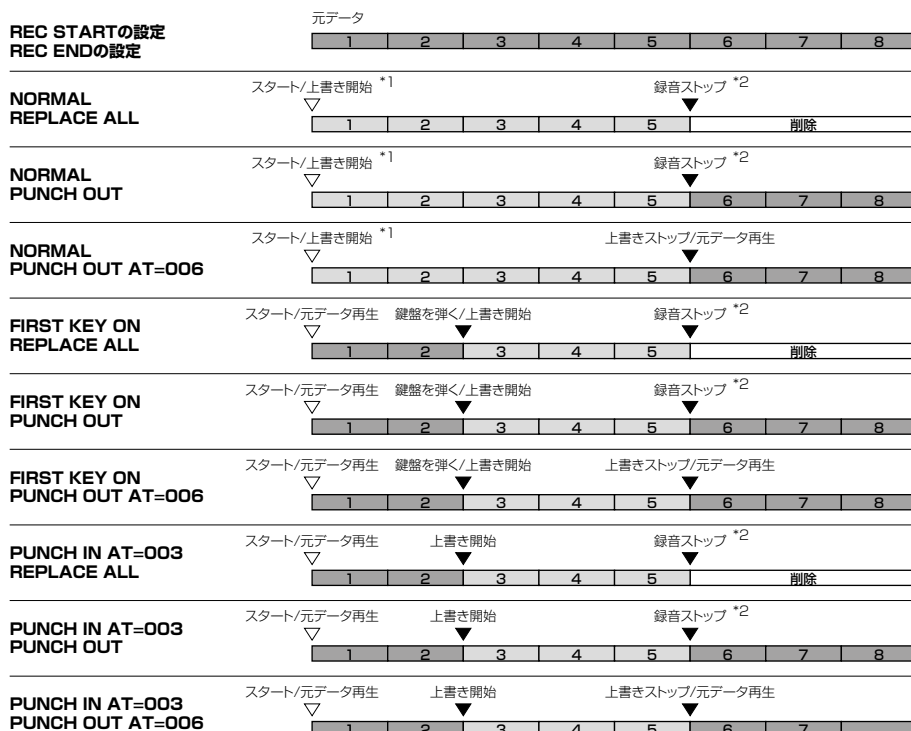 元データ
REC STARTの設定
REC ENDの設定
1 2 3 4 5 6 7 8
スタート/上書き開始 *1 録音ストップ *2
NORMAL
REPLACE ALL
1 2 3 4 5 削除
スタート/上書き開始 *1 録音ストップ *2
NORMAL
PUNCH OUT
1 2 3 4 5 6 7 8
スタート/上書き開始 *1 上書きストップ/元データ再生
NORMAL
PUNCH OUT AT=006
1 2 3 4 5 6 7 8
スタート/元データ再生 鍵盤を弾く/上書き開始 録音ストップ *2
FIRST KEY ON
REPLACE ALL
1 2 3 4 5 削除
スタート/元データ再生 鍵盤を弾く/上書き開始 録音ストップ *2
FIRST KEY ON
PUNCH OUT
1 2 3 4 5 6 7 8
スタート/元データ再生 鍵盤を弾く/上書き開始 上書きストップ/元データ再生
FIRST KEY ON
PUNCH OUT AT=006
1 2 3 4 5 6 7 8
スタート/元データ再生 上書き開始 録音ストップ *2
PUNCH IN AT=003
REPLACE ALL
1 2 3 4 5 削除
スタート/元データ再生 上書き開始 録音ストップ *2
PUNCH IN AT=003
PUNCH OUT
1 2 3 4 5 6 7 8
スタート/元データ再生 上書き開始 上書きストップ/元データ再生
PUNCH IN AT=003
PUNCH OUT AT=006
1 2 3 4 5 6 7